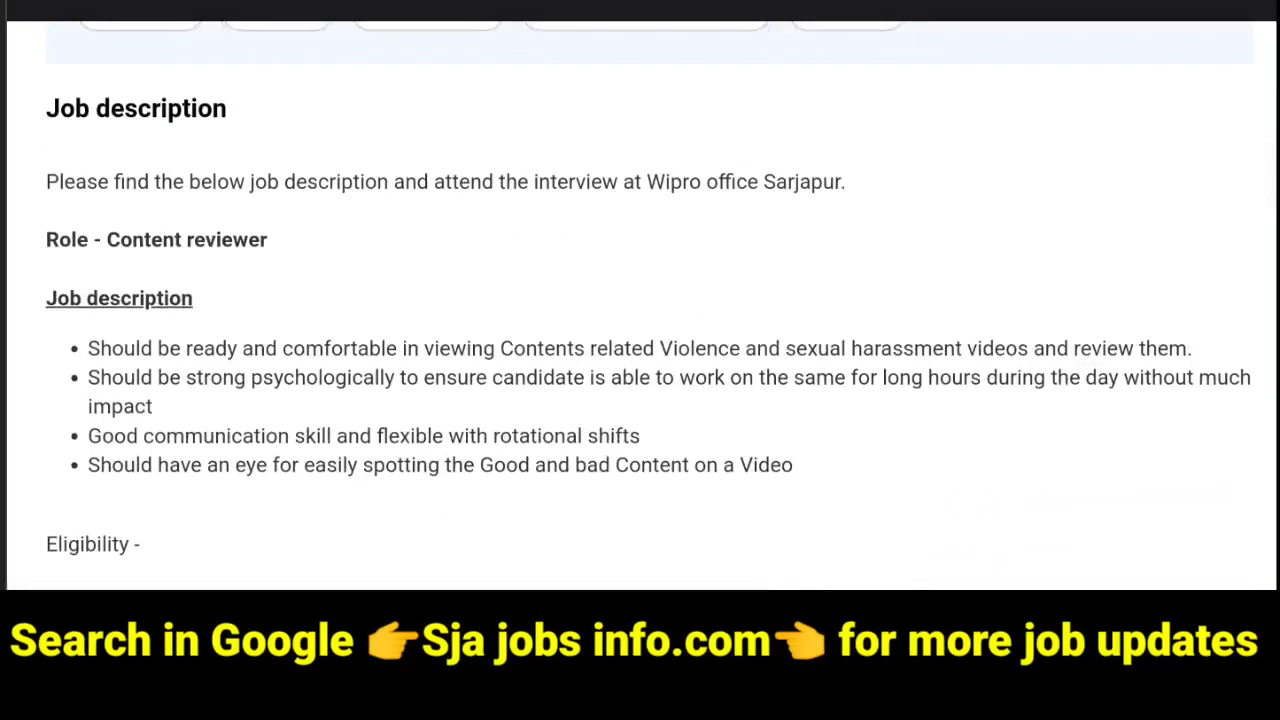 Job description
Please find the below job description and attend the interview at Wipro office Sarjapur.
Role - Content reviewer
Job description
• Should be ready and comfortable in viewing Contents related Violence and sexual harassment videos and review them.
• Should be strong psychologically to ensure candidate is able to work on the same for long hours during the day without much
impact
• Good communication skill and flexible with rotational shifts
• Should have an eye for easily spotting the Good and bad Content on a Video
Eligibility -
Search in Google 👉Sja jobs info.com👈 for more job updates